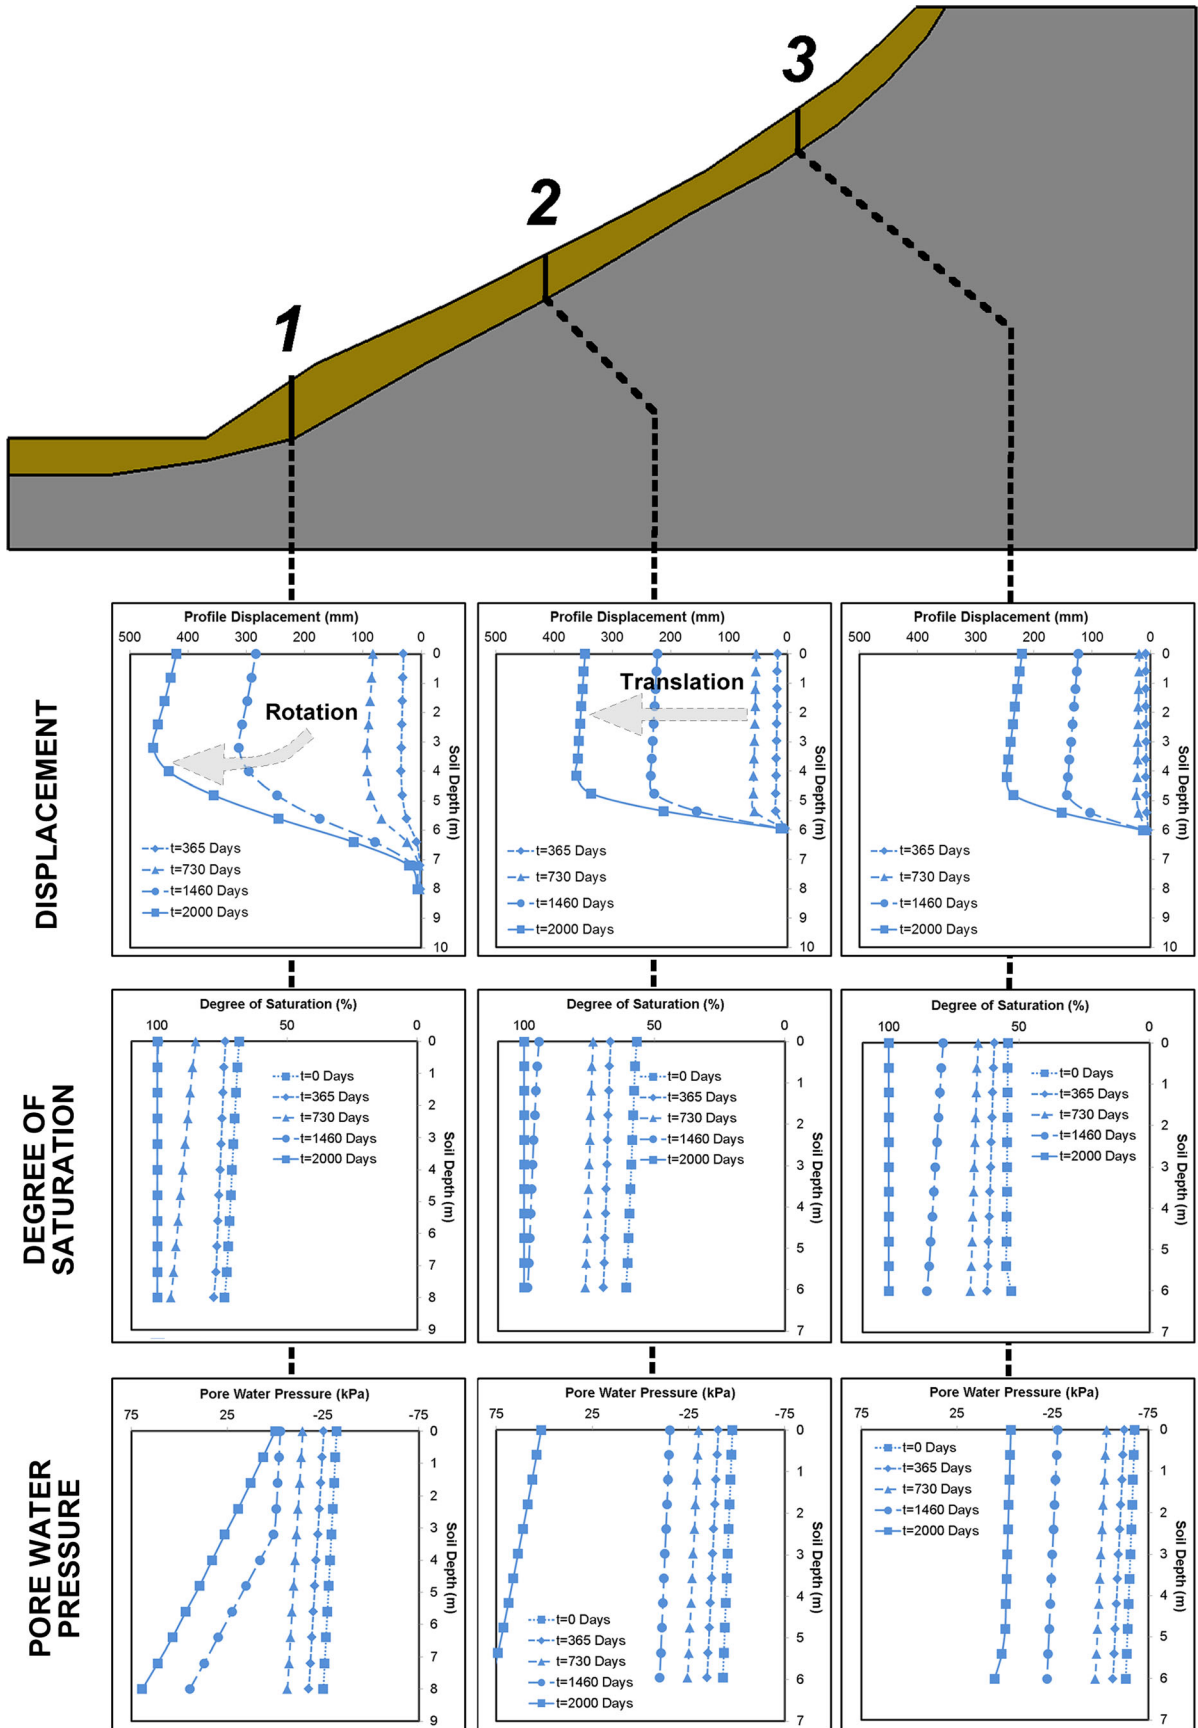 3
2
1
DISPLACEMENT
Profile Displacement (mm)
500 400 300 200 100 0
0
1
2
3
4
5
6
7
8
9
10
Soil Depth (m)
Rotation
t=365 Days
t=730 Days
t=1460 Days
t=2000 Days
Profile Displacement (mm)
500 400 300 200 100 0
0
1
2
3
4
5
6
7
8
9
10
Soil Depth (m)
Translation
t=365 Days
t=730 Days
t=1460 Days
t=2000 Days
Profile Displacement (mm)
500 400 300 200 100 0
0
1
2
3
4
5
6
7
8
9
10
Soil Depth (m)
t=365 Days
t=730 Days
t=1460 Days
t=2000 Days
DEGREE OF
SATURATION
Degree of Saturation (%)
100 50 0
0
1
2
3
4
5
6
7
8
9
Soil Depth (m)
t=0 Days
t=365 Days
t=730 Days
t=1460 Days
t=2000 Days
Degree of Saturation (%)
100 50 0
0
1
2
3
4
5
6
7
Soil Depth (m)
t=0 Days
t=365 Days
t=730 Days
t=1460 Days
t=2000 Days
Degree of Saturation (%)
100 50 0
0
1
2
3
4
5
6
7
Soil Depth (m)
t=0 Days
t=365 Days
t=730 Days
t=1460 Days
t=2000 Days
PORE WATER
PRESSURE
Pore Water Pressure (kPa)
75 25 -25 -75
0
1
2
3
4
5
6
7
8
9
Soil Depth (m)
Pore Water Pressure (kPa)
75 25 -25 -75
0
1
2
3
4
5
6
7
Soil Depth (m)
t=0 Days
t=365 Days
t=730 Days
t=1460 Days
t=2000 Days
Pore Water Pressure (kPa)
75 25 -25 -75
0
1
2
3
4
5
6
7
Soil Depth (m)
t=0 Days
t=365 Days
t=730 Days
t=1460 Days
t=2000 Days